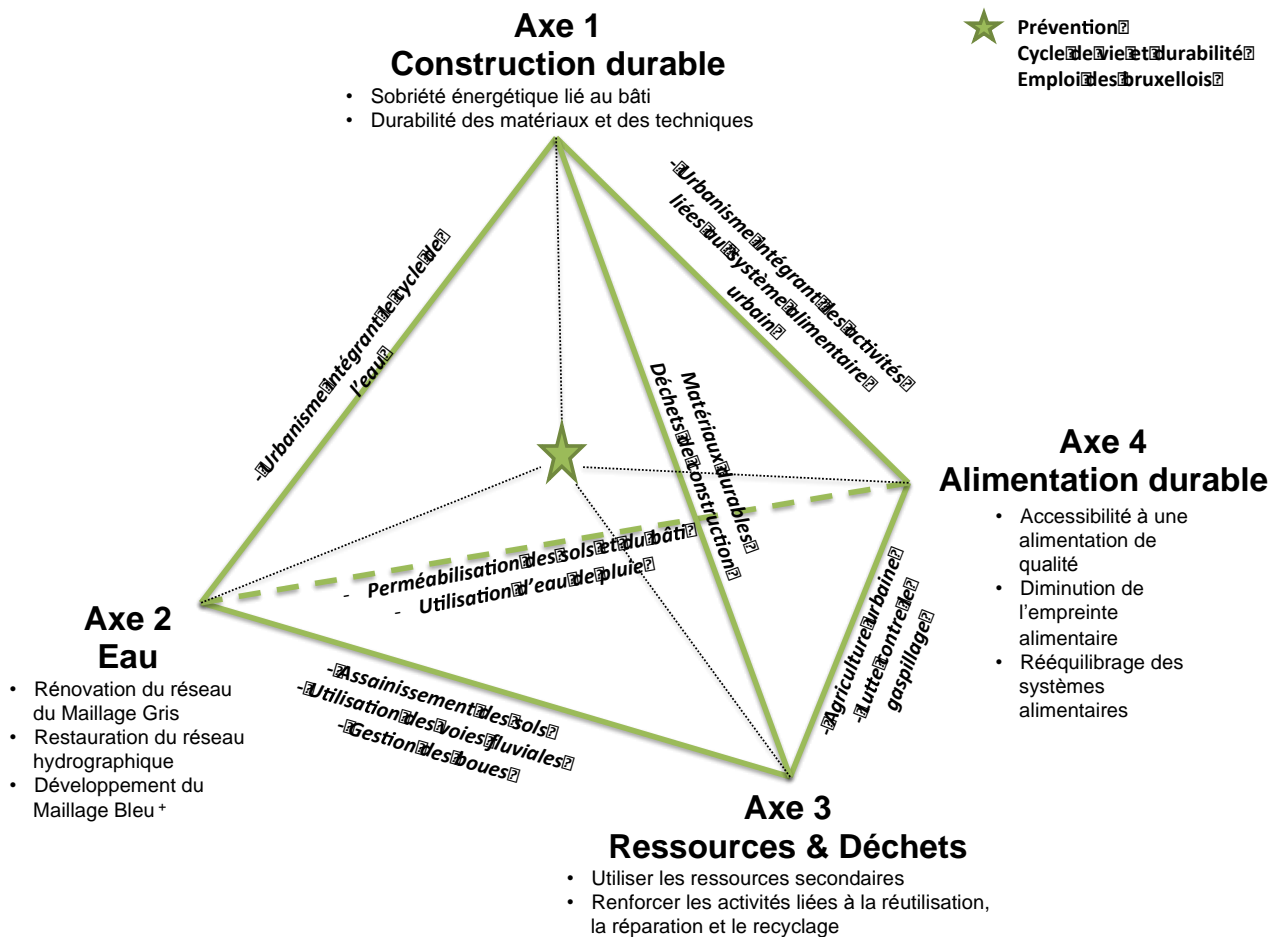 Axe 1
Construction durable
• Sobriété énergétique lié au bâti
• Durabilité des matériaux et des techniques
Prévention
Cycle de vie et durabilité
Emploi des bruxellois
- Urbanisme intégrant le cycle de
l'eau
- Urbanisme intégrant des activités
liées au système alimentaire
urbain
Matériaux durables
Déchets de construction
- Perméabilisation des sols et du bâti
- Utilisation d'eau de pluie
Axe 4
Alimentation durable
• Accessibilité à une
alimentation de
qualité
• Diminution de
l'empreinte
alimentaire
• Rééquilibrage des
systèmes
alimentaires
- Agriculture urbaine
- Lutte contre le
gaspillage
Axe 2
Eau
• Rénovation du réseau
du Maillage Gris
• Restauration du réseau
hydrographique
• Développement du
Maillage Bleu +
- Assainissement des sols
- Utilisation des voies fluviales
- Gestion des boues
Axe 3
Ressources & Déchets
• Utiliser les ressources secondaires
• Renforcer les activités liées à la réutilisation,
la réparation et le recyclage